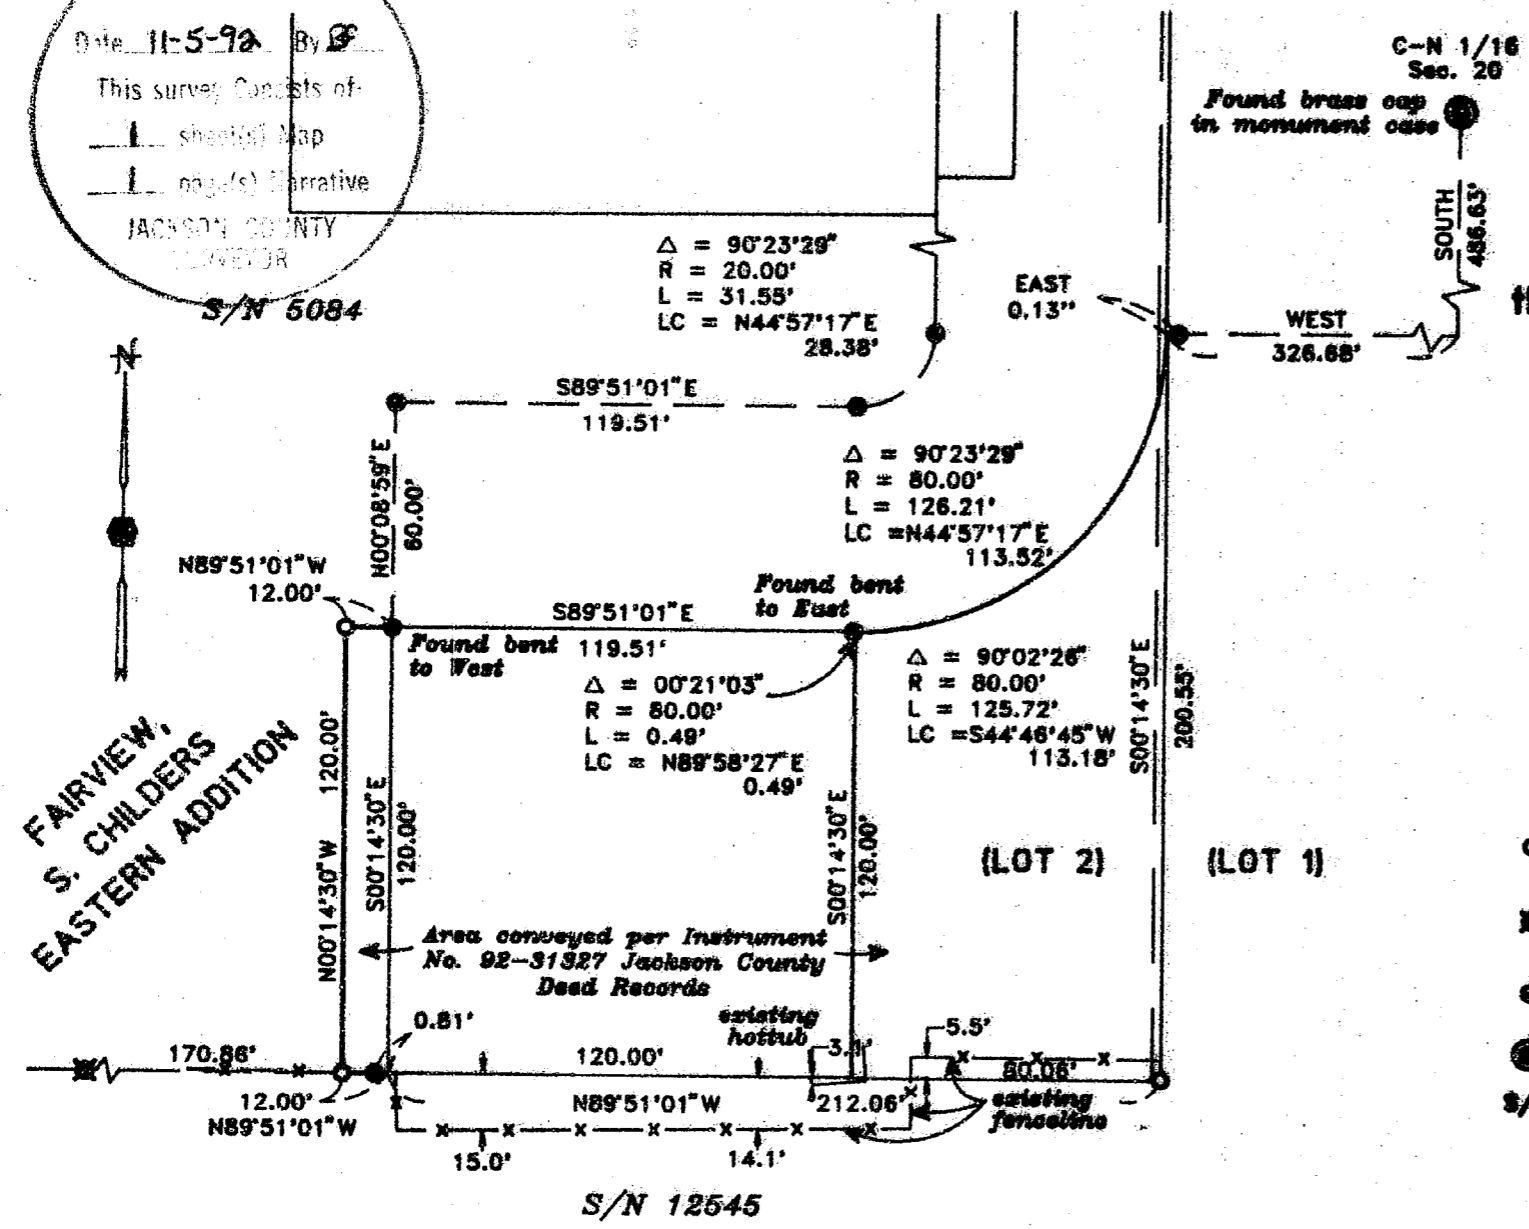 Date 11-5-92 By
This survey Consists of
1 sheet(s) Map
1 page(s) Narrative
JACKSON COUNTY
SURVEYOR
S/N 5084
C-N 1/16
Sec. 20
Found brass cap
in monument case
SOUTH
486.63'
WEST
326.68'
EAST
0.13"
Δ = 90°23'29"
R = 20.00'
L = 31.55'
LC = N44°57'17"E
28.38'
N
S89°51'01"E
119.51'
N00°08'59"E
60.00'
Δ = 90°23'29"
R = 80.00'
L = 126.21'
LC =N44°57'17"E
113.52'
N89°51'01"W
12.00'
Found bent
to East
S89°51'01"E
119.51'
Found bent
to West
Δ = 00°21'03"
R = 80.00'
L = 0.49'
LC = N89°58'27"E
0.49'
Δ = 90°02'26"
R = 80.00'
L = 125.72'
LC =S44°46'45"W
113.18'
S00°14'30"E
200.55'
FAIRVIEW,
S. CHILDERS
EASTERN ADDITION
N00°14'30"W
120.00'
S00°14'30"E
120.00'
S00°14'30"E
120.00'
(LOT 2)
(LOT 1)
Area conveyed per Instrument
No. 92-31327 Jackson County
Deed Records
existing
hottub
0.81'
5.5'
170.86'
120.00'
80.06'
12.00'
N89°51'01"W
N89°51'01"W
212.06'
existing
fenceline
15.0'
14.1'
S/N 12545